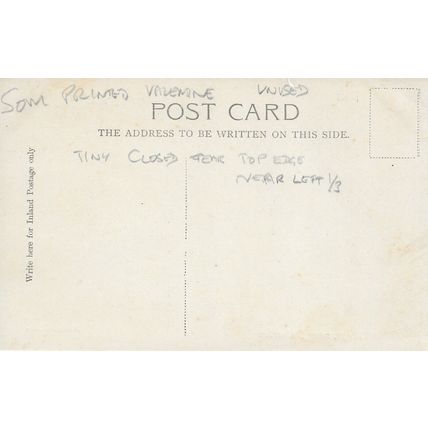 PRINTED VALENTINE UNUSED
POST CARD
THE ADDRESS TO BE WRITTEN ON THIS SIDE.
TINY CLOSED TEAR TOP EDGE
NEAR LEFT 1/3
Write here for Inland Postage only